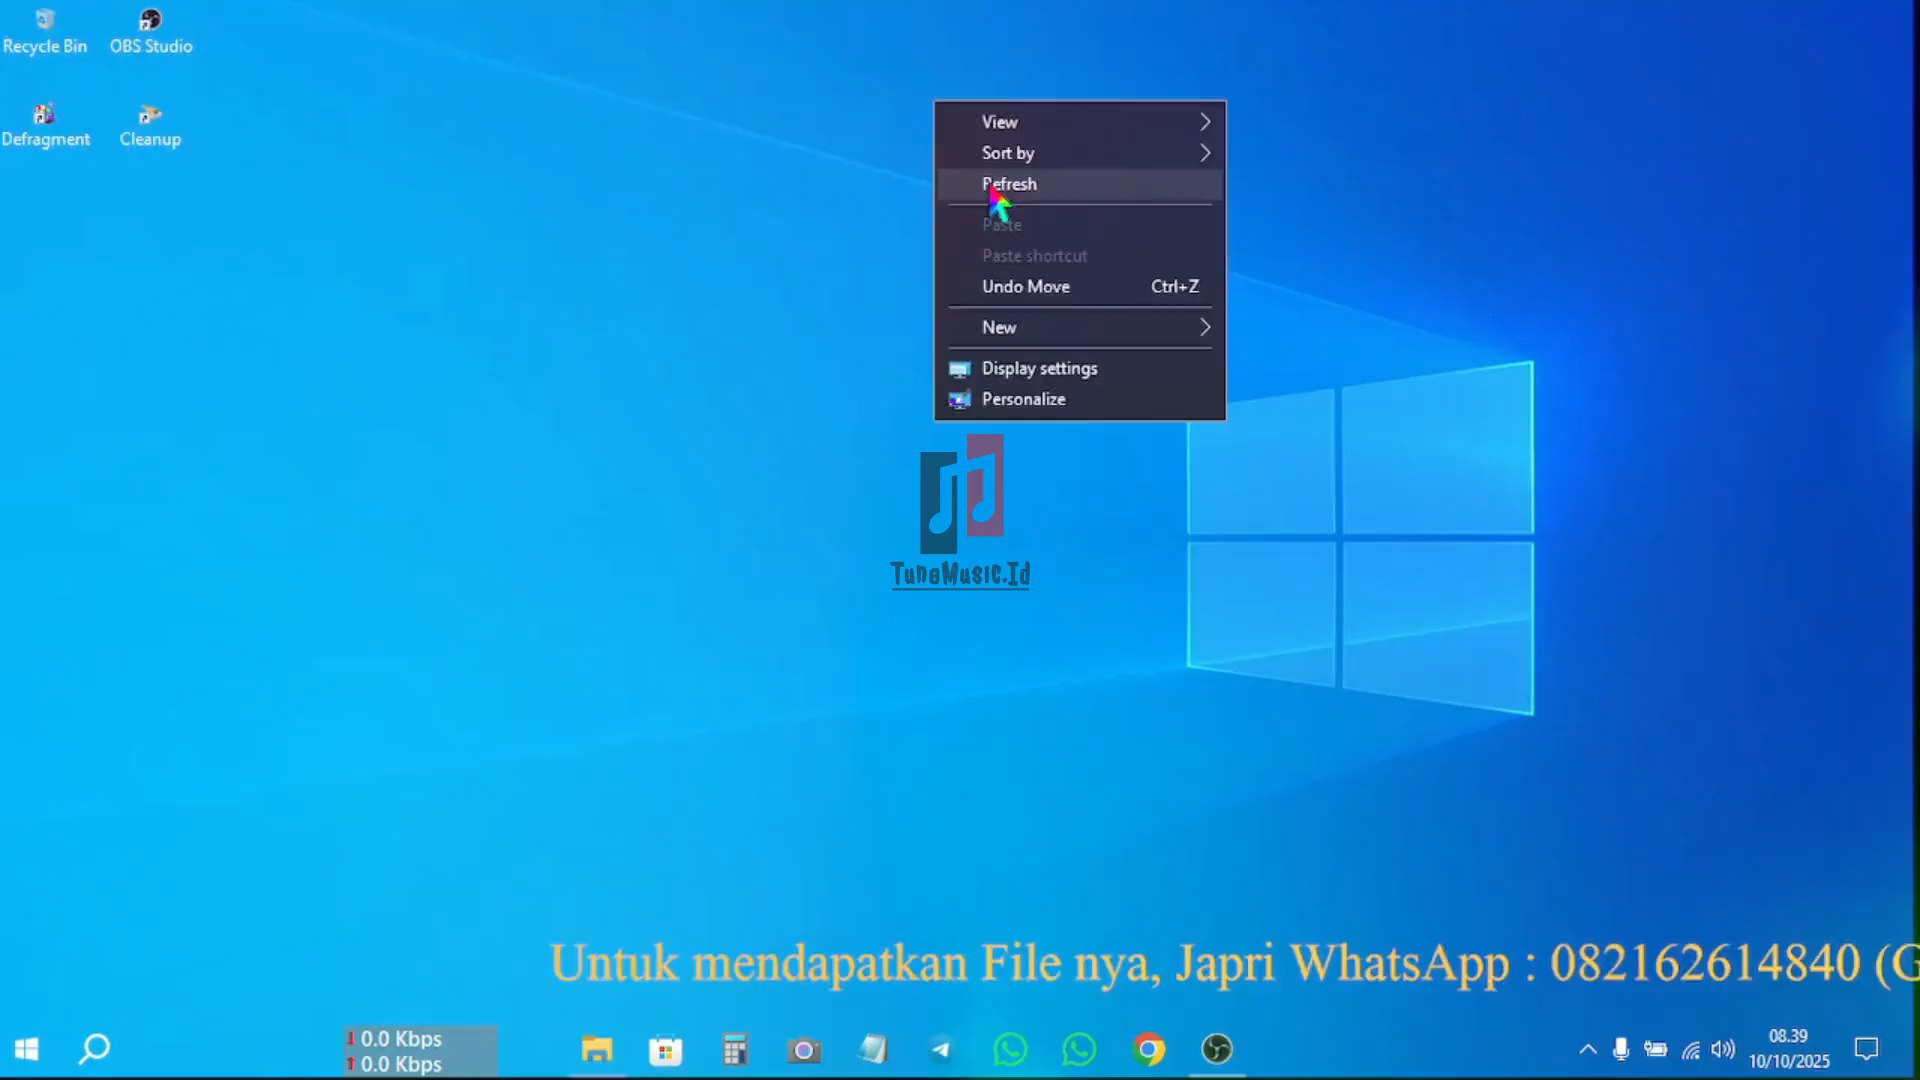 Recycle Bin
OBS Studio
Defragment
Cleanup
View
Sort by
Refresh
Paste
Paste shortcut
Undo Move Ctrl+Z
New
Display settings
Personalize
TuneMusic.Id
Untuk mendapatkan File nya, Japri WhatsApp : 082162614840 (G
0.0 Kbps
0.0 Kbps
08.39
10/10/2025